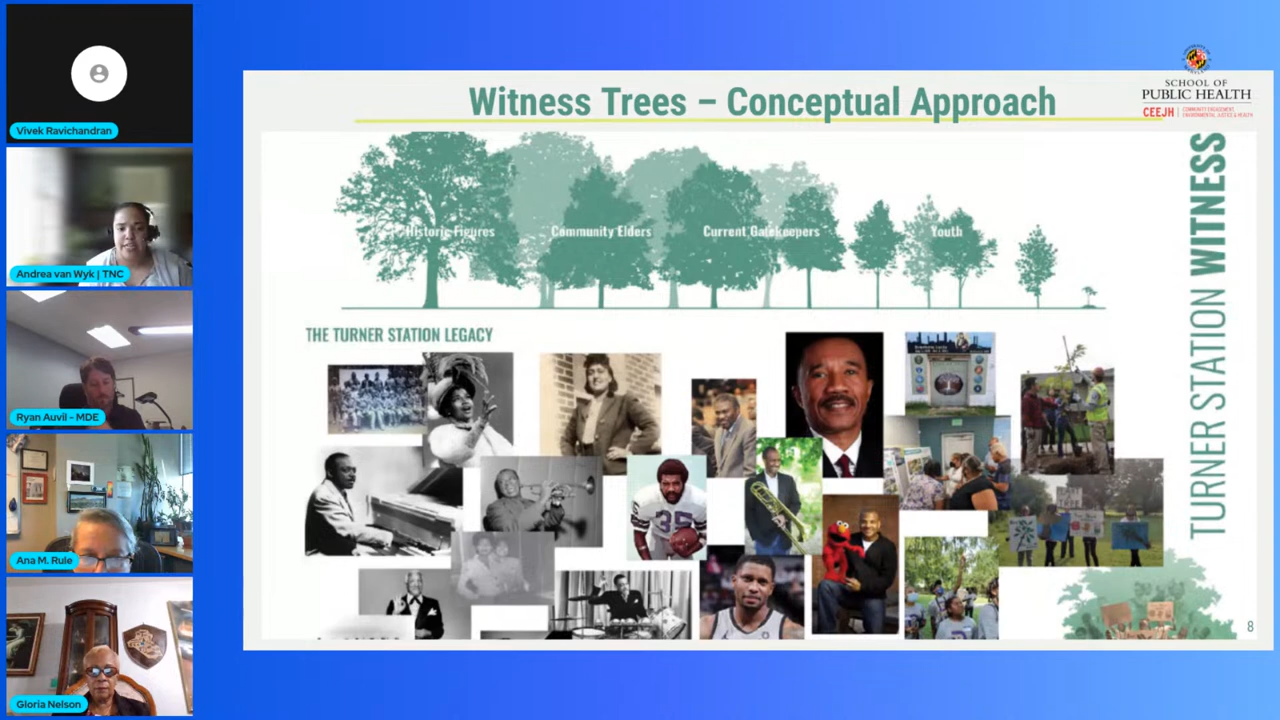 Vivek Ravichandran
Andrea van Wyk | TNC
Ryan Auvil - MDE
Ana M. Rule
Gloria Nelson
Witness Trees – Conceptual Approach
SCHOOL OF
PUBLIC HEALTH
CEEJH
COMMUNITY ENGAGEMENT,
ENVIRONMENTAL JUSTICE & HEALTH
Historic Figures
Community Elders
Current Gatekeepers
Youth
THE TURNER STATION LEGACY
35
TURNER STATION WITNESS
8